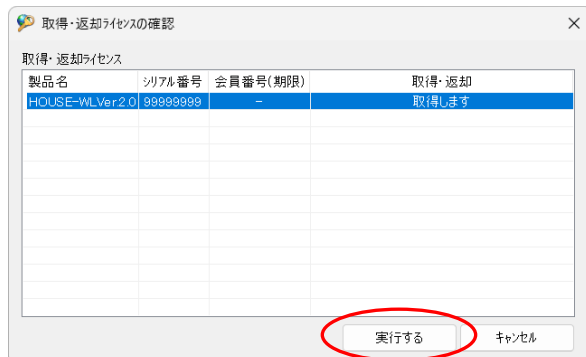 取得・返却ﾗｲｾﾝｽの確認
取得・返却ﾗｲｾﾝｽ
製品名 ｼﾘｱﾙ番号 会員番号(期限) 取得・返却
HOUSE-WLVer.2.0 99999999 − 取得します
実行する ｷｬﾝｾﾙ